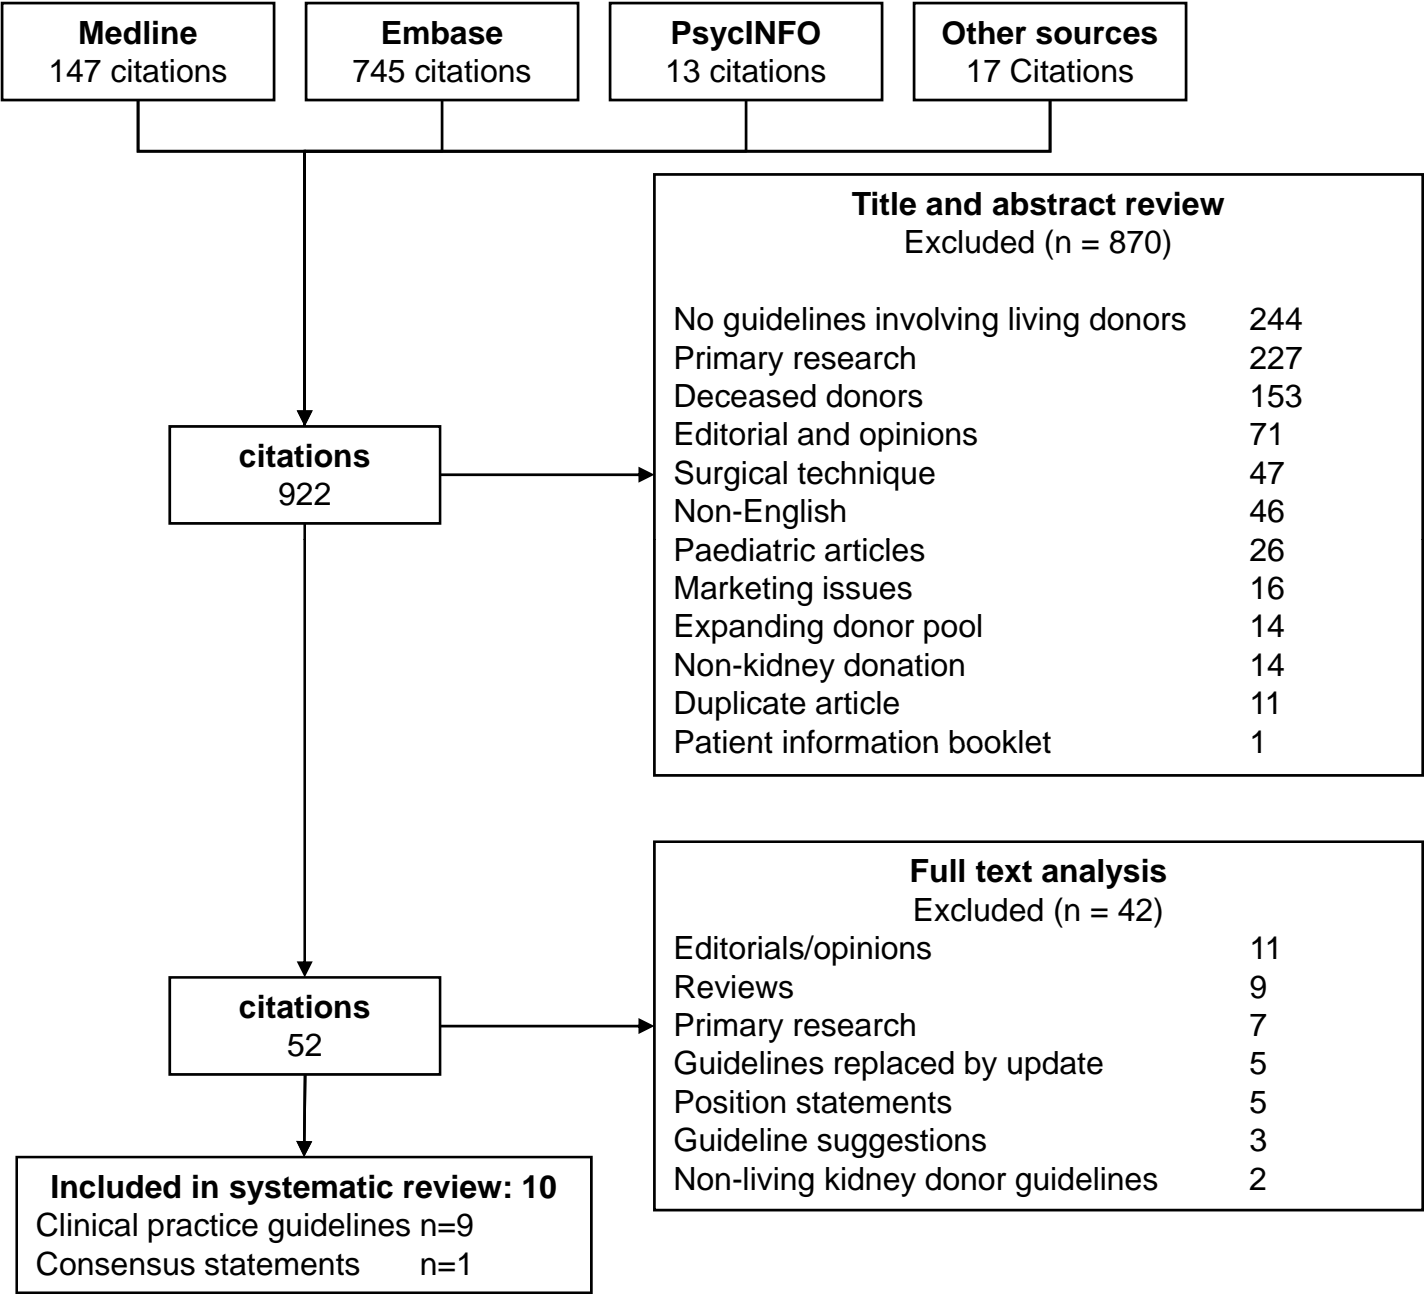 Medline
147 citations
Embase
745 citations
PsycINFO
13 citations
Other sources
17 Citations
Title and abstract review
Excluded (n = 870)
No guidelines involving living donors 244
Primary research 227
Deceased donors 153
Editorial and opinions 71
Surgical technique 47
Non-English 46
Paediatric articles 26
Marketing issues 16
Expanding donor pool 14
Non-kidney donation 14
Duplicate article 11
Patient information booklet 1
citations
922
Full text analysis
Excluded (n = 42)
Editorials/opinions 11
Reviews 9
Primary research 7
Guidelines replaced by update 5
Position statements 5
Guideline suggestions 3
Non-living kidney donor guidelines 2
citations
52
Included in systematic review: 10
Clinical practice guidelines n=9
Consensus statements n=1